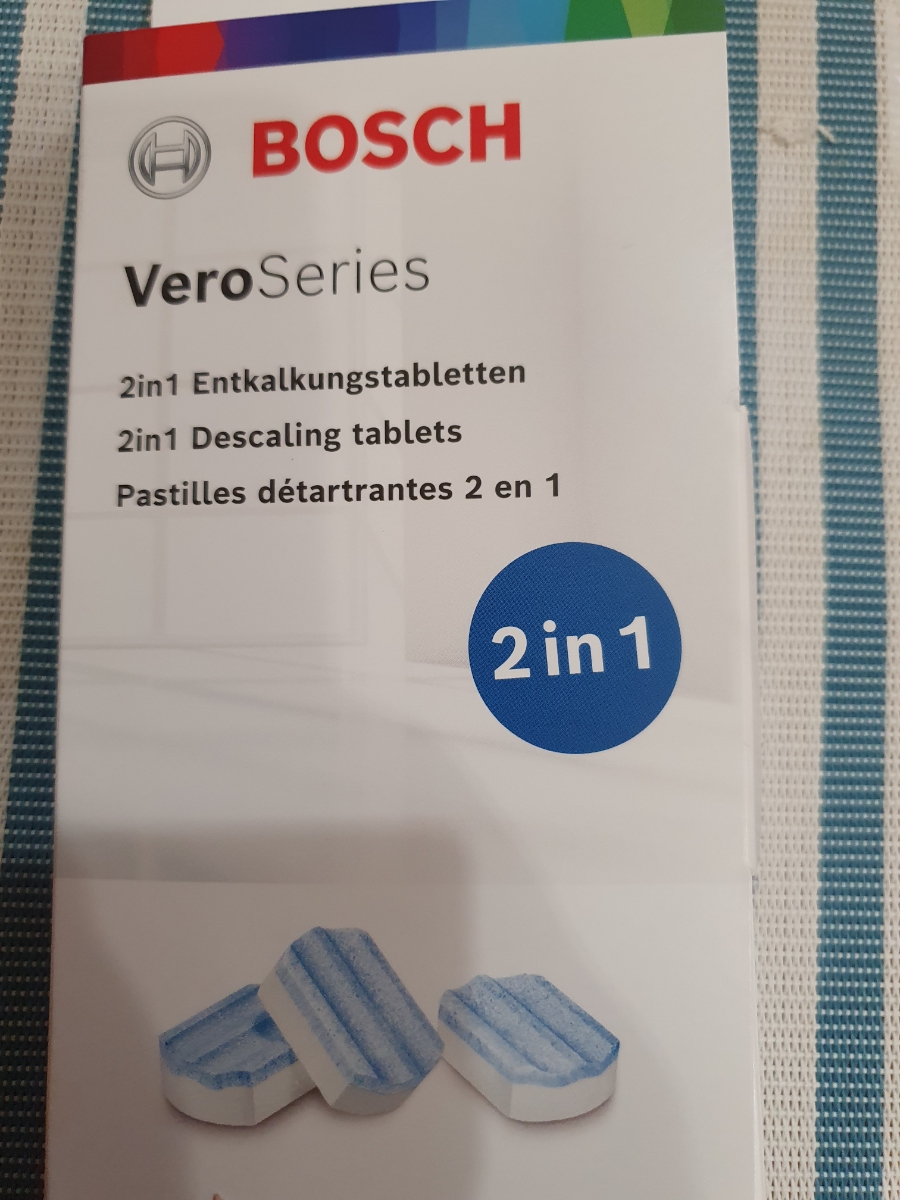 BOSCH
VeroSeries
2in1 Entkalkungstabletten
2in1 Descaling tablets
Pastilles détartrantes 2 en 1
2 in 1